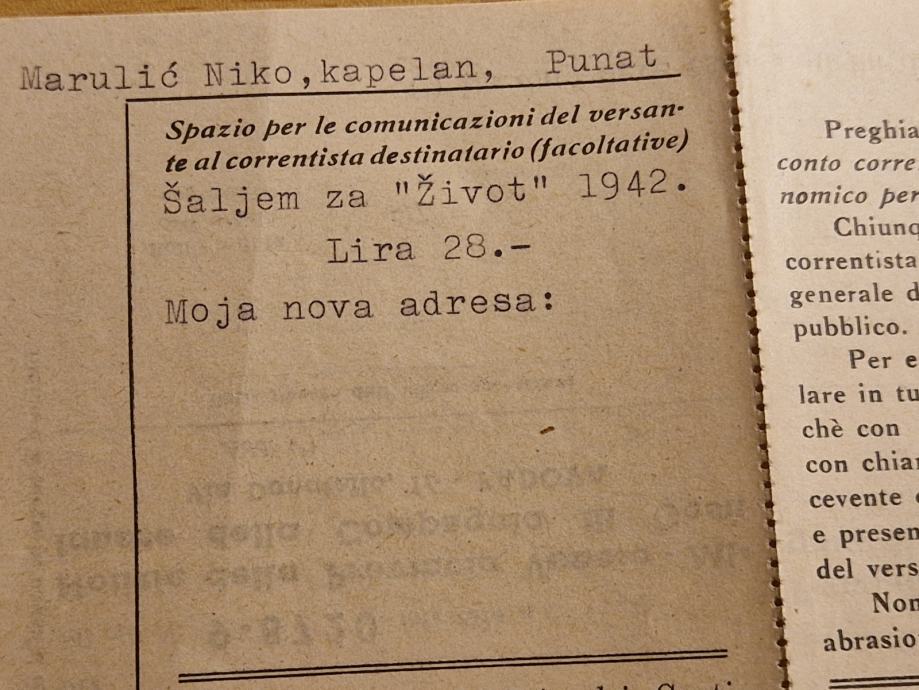 Marulić Niko,kapelan, Punat
Spazio per le comunicazioni del versan-
te al correntista destinatario (facoltative)
Šaljem za "Život" 1942.
Lira 28.-
Moja nova adresa:
Preghia
conto corre
nomico per
Chiunq
correntista
generale d
pubblico.
Per e
lare in tu
chè con
con chiar
cevente
e presen
del vers
Non
abrasio